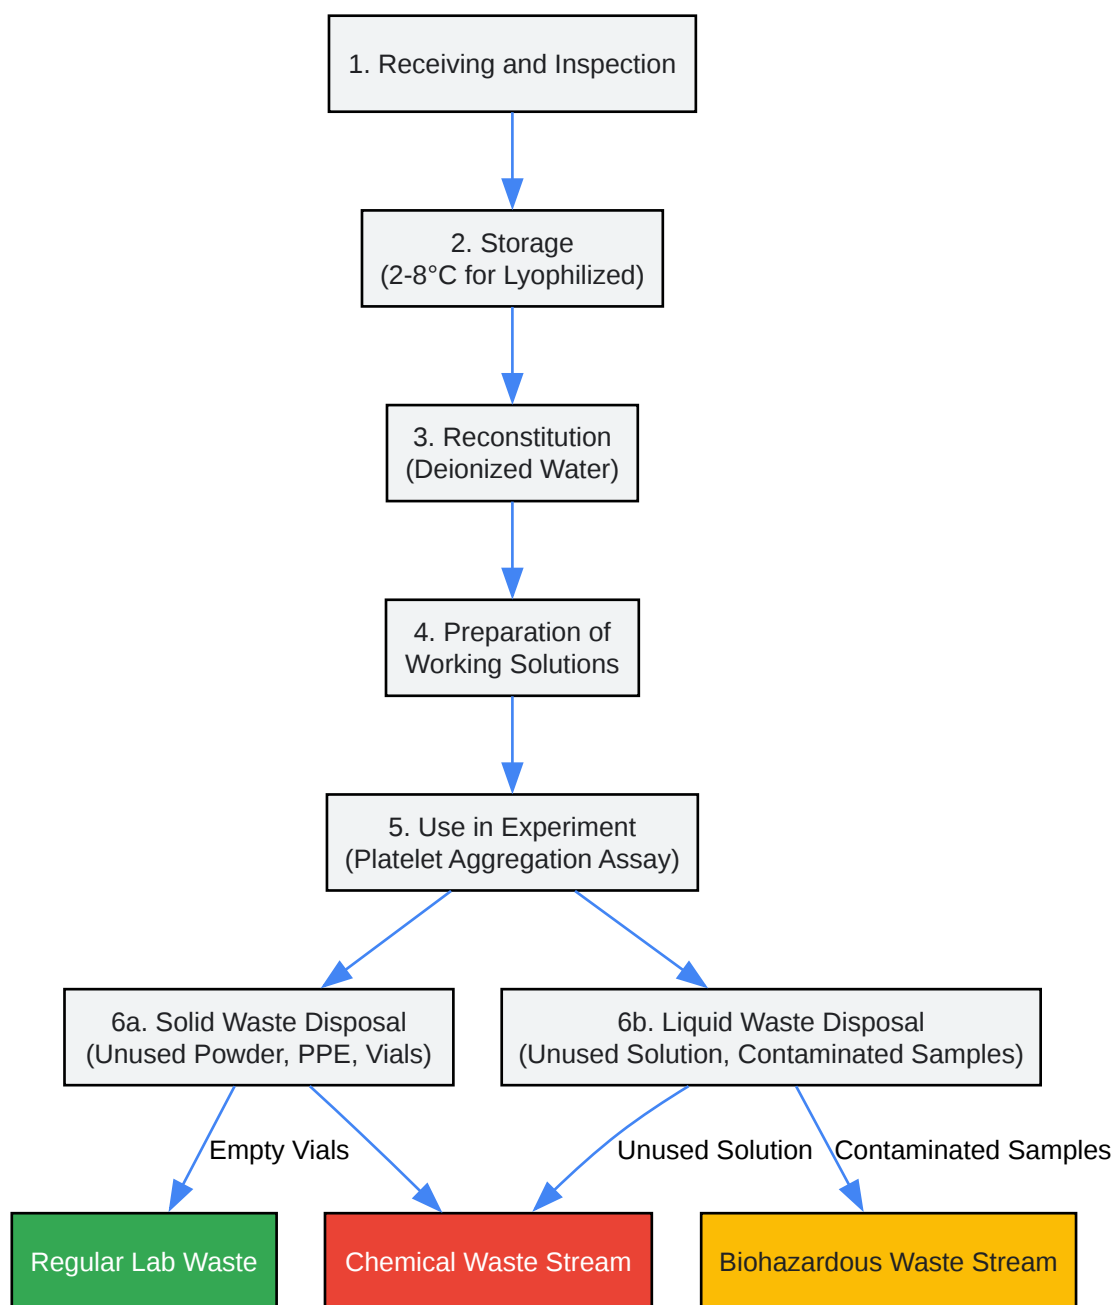 1. Receiving and Inspection
2. Storage
(2-8°C for Lyophilized)
3. Reconstitution
(Deionized Water)
4. Preparation of
Working Solutions
5. Use in Experiment
(Platelet Aggregation Assay)
6a. Solid Waste Disposal
(Unused Powder, PPE, Vials)
6b. Liquid Waste Disposal
(Unused Solution, Contaminated Samples)
Empty Vials
Unused Solution
Contaminated Samples
Regular Lab Waste
Chemical Waste Stream
Biohazardous Waste Stream